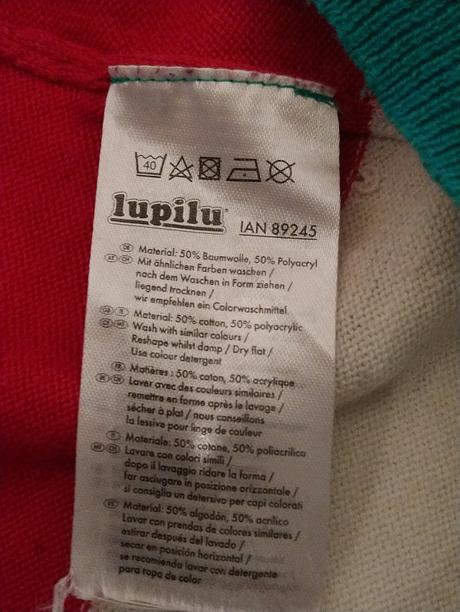 40
lupilu
IAN 89245
DE Material: 50% Baumwolle, 50% Polyacryl
AT CH Mit ähnlichen Farben waschen /
nach dem Waschen in Form ziehen /
liegend trocknen /
wir empfehlen ein Colorwaschmittel
Material: 50% cotton, 50% polyacrylic
Wash with similar colours /
Reshape whilst damp / Dry flat /
Use colour detergent
FR Matières : 50% coton, 50% acrylique
Laver avec des couleurs similaires /
remettre en forme après le lavage /
sécher à plat / nous conseillons
la lessive pour linge de couleur
IT Materiale: 50% cotone, 50% poliacrilico
Lavare con colori simili /
dopo il lavaggio ridare la forma /
far asciugare in posizione orizzontale /
si consiglia un detersivo per capi colorati
ES Material: 50% algodón, 50% acrílico
Lavar con prendas de colores similares /
estirar después del lavado /
secar en posición horizontal /
se recomienda lavar con detergente
para ropa de color